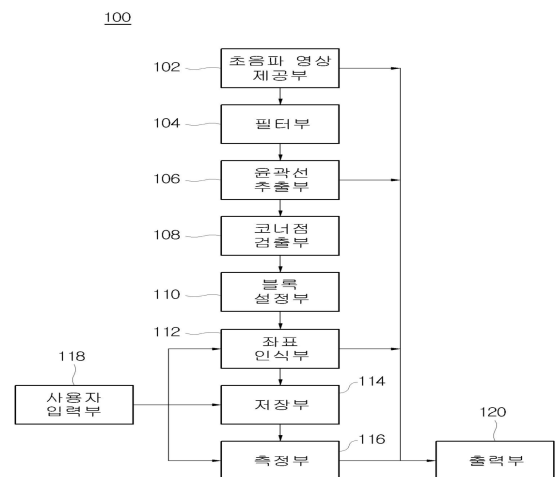 100
102
초음파 영상
제공부
104
필터부
106
윤곽선
추출부
108
코너점
검출부
110
블록
설정부
112
좌표
인식부
118
사용자
입력부
114
저장부
116
측정부
120
출력부